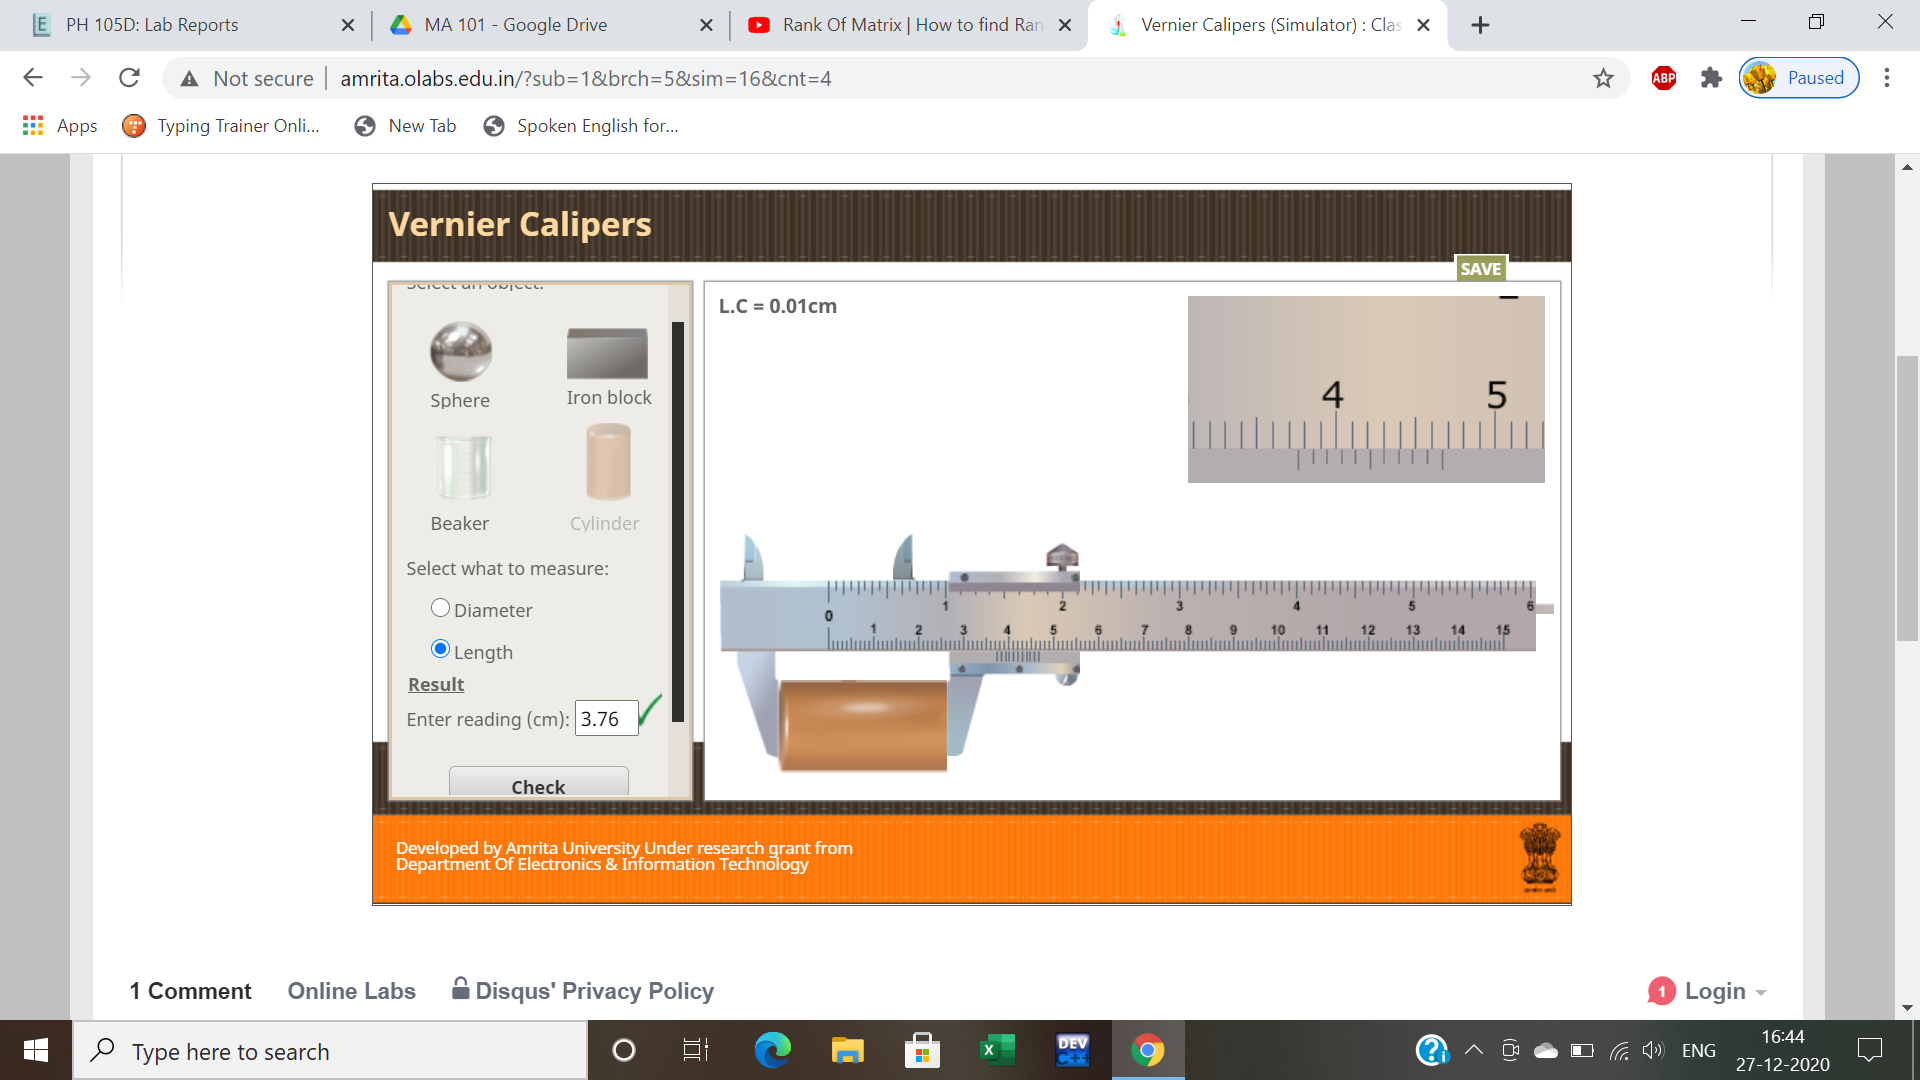 PH 105D: Lab Reports
MA 101 - Google Drive
Rank Of Matrix | How to find Ran
Vernier Calipers (Simulator) : Clas
Not secure
amrita.olabs.edu.in/?sub=1&brch=5&sim=16&cnt=4
ABP
Paused
Apps
Typing Trainer Onli...
New Tab
Spoken English for...
Vernier Calipers
SAVE
Select an object:
L.C = 0.01cm
Sphere
Iron block
Beaker
Cylinder
4 5
Select what to measure:
Diameter
Length
Result
Enter reading (cm): 3.76
Check
1 2 3 4 5 6
0
1 2 3 4 5 6 7 8 9 10 11 12 13 14 15
Developed by Amrita University Under research grant from
Department Of Electronics & Information Technology
1 Comment
Online Labs
Disqus' Privacy Policy
1
Login
Type here to search
DEV
C++
ENG
16:44
27-12-2020